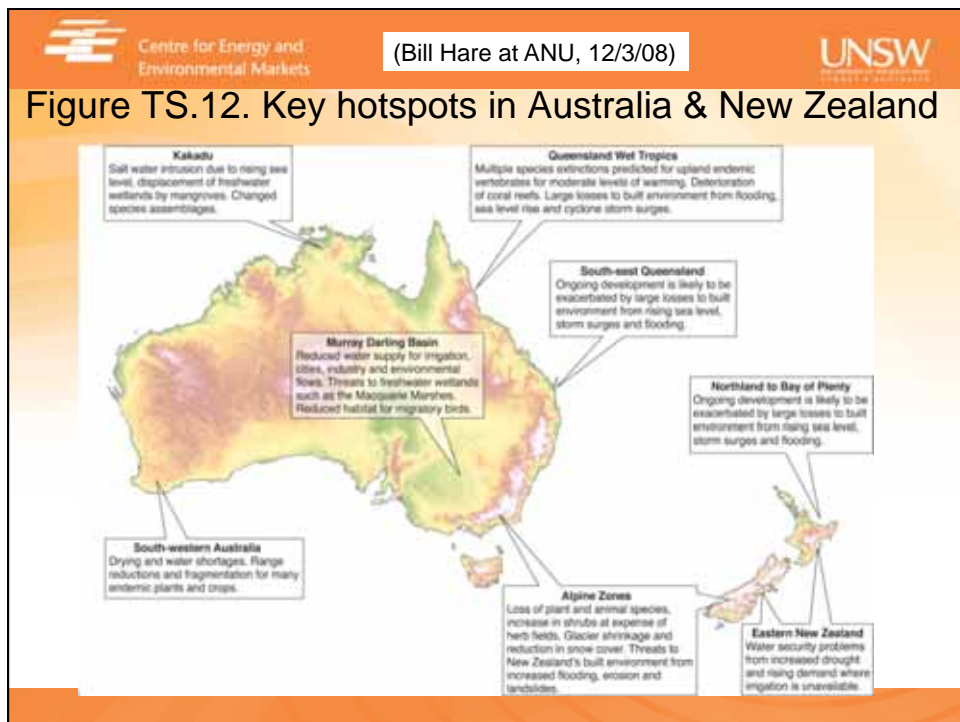 Centre for Energy and
Environmental Markets
(Bill Hare at ANU, 12/3/08)
UNSW
Figure TS.12. Key hotspots in Australia & New Zealand
Kakadu
Salt water intrusion due to rising sea
level, displacement of freshwater
wetlands by mangroves. Changed
species assemblages.
Queensland Wet Tropics
Multiple species extinctions predicted for upland endemic
vertebrates for moderate levels of warming. Deterioration
of coral reefs. Large losses to built environment from flooding,
sea level rise and cyclone storm surges.
South-east Queensland
Ongoing development is likely to be
exacerbated by large losses to built
environment from rising sea level,
storm surges and flooding.
Murray Darling Basin
Reduced water supply for irrigation,
cities, industry and environmental
flows. Threats to freshwater wetlands
such as the Macquarie Marshes.
Reduced habitat for migratory birds.
Northland to Bay of Plenty
Ongoing development is likely to be
exacerbated by large losses to built
environment from rising sea level,
storm surges and flooding.
South-western Australia
Drying and water shortages. Range
reductions and fragmentation for many
endemic plants and crops.
Alpine Zones
Loss of plant and animal species,
increase in shrubs at expense of
herb fields. Glacier shrinkage and
reduction in snow cover. Threats to
New Zealand's built environment from
increased flooding, erosion and
landslides.
Eastern New Zealand
Water security problems
from increased drought
and rising demand where
irrigation is unavailable.